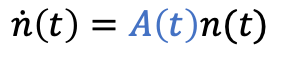 ṅ(t) = A(t)n(t)